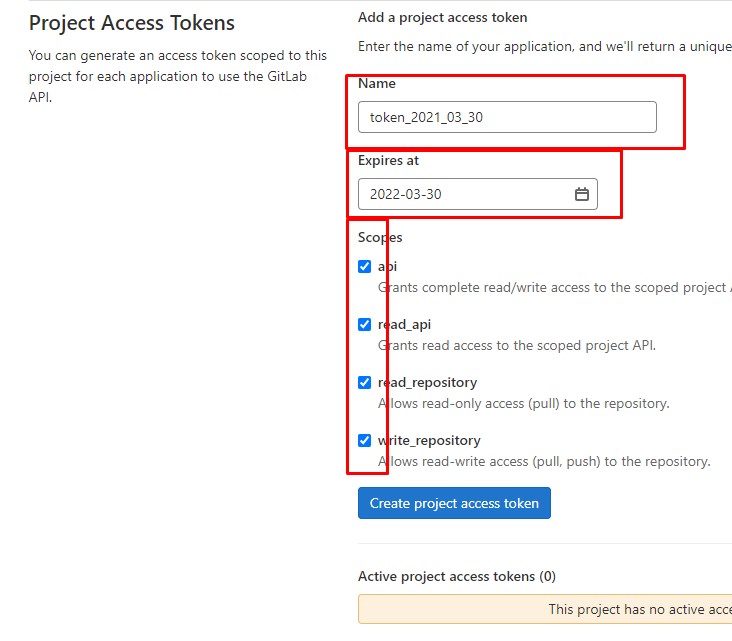 Project Access Tokens
You can generate an access token scoped to this
project for each application to use the GitLab
API.
Add a project access token
Enter the name of your application, and we'll return a unique
Name
token_2021_03_30
Expires at
2022-03-30
Scopes
api
Grants complete read/write access to the scoped project
read_api
Grants read access to the scoped project API.
read_repository
Allows read-only access (pull) to the repository.
write_repository
Allows read-write access (pull, push) to the repository.
Create project access token
Active project access tokens (0)
This project has no active